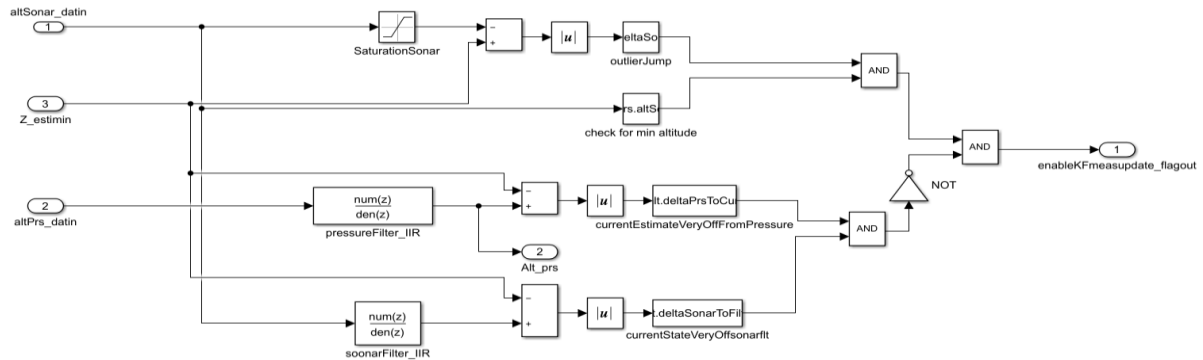 altSonar_datin
1
SaturationSonar
−
+
|u|
eltaSo
outlierJump
AND
3
Z_estimin
rs.altSo
check for min altitude
AND
1
enableKFmeasupdate_flagout
NOT
2
altPrs_datin
num(z)
den(z)
pressureFilter_IIR
−
+
|u|
lt.deltaPrsToCu
currentEstimateVeryOffFromPressure
AND
2
Alt_prs
num(z)
den(z)
soonarFilter_IIR
−
+
|u|
t.deltaSonarToFil
currentStateVeryOffsonarflt